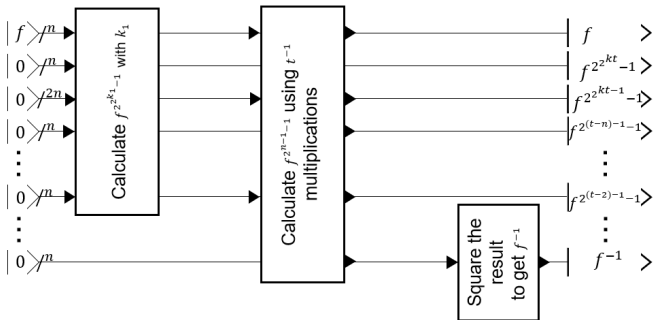 |f⟩ /ⁿ
|0⟩ /ⁿ
|0⟩ /²ⁿ
|0⟩ /ⁿ
⋮
|0⟩ /ⁿ
⋮
|0⟩ /ⁿ
Calculate f^{2^{2^{k_1}}-1} with k_1
Calculate f^{2^{n-1}-1} using t^{-1}
multiplications
Square the
result
to get f^{-1}
|f⟩
|f^{2^{2^{kt}}-1}⟩
|f^{2^{2^{kt-1}}-1}⟩
|f^{2^{(t-n)-1}-1}⟩
⋮
|f^{2^{(t-2)-1}-1}⟩
⋮
|f^{-1}⟩